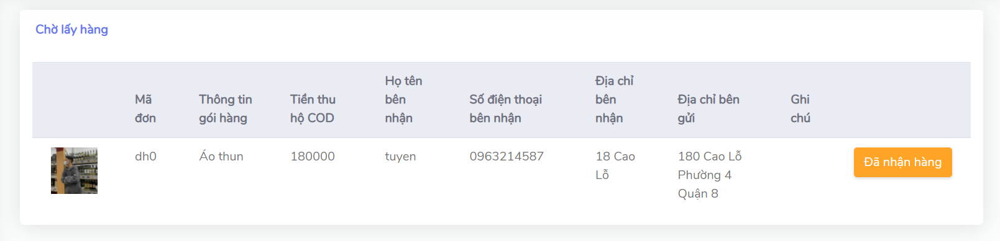 Chờ lấy hàng
Mã đơn
Thông tin gói hàng
Tiền thu hộ COD
Họ tên bên nhận
Số điện thoại bên nhận
Địa chỉ bên nhận
Địa chỉ bên gửi
Ghi chú
dh0
Áo thun
180000
tuyen
0963214587
18 Cao Lỗ
180 Cao Lỗ Phường 4 Quận 8
Đã nhận hàng